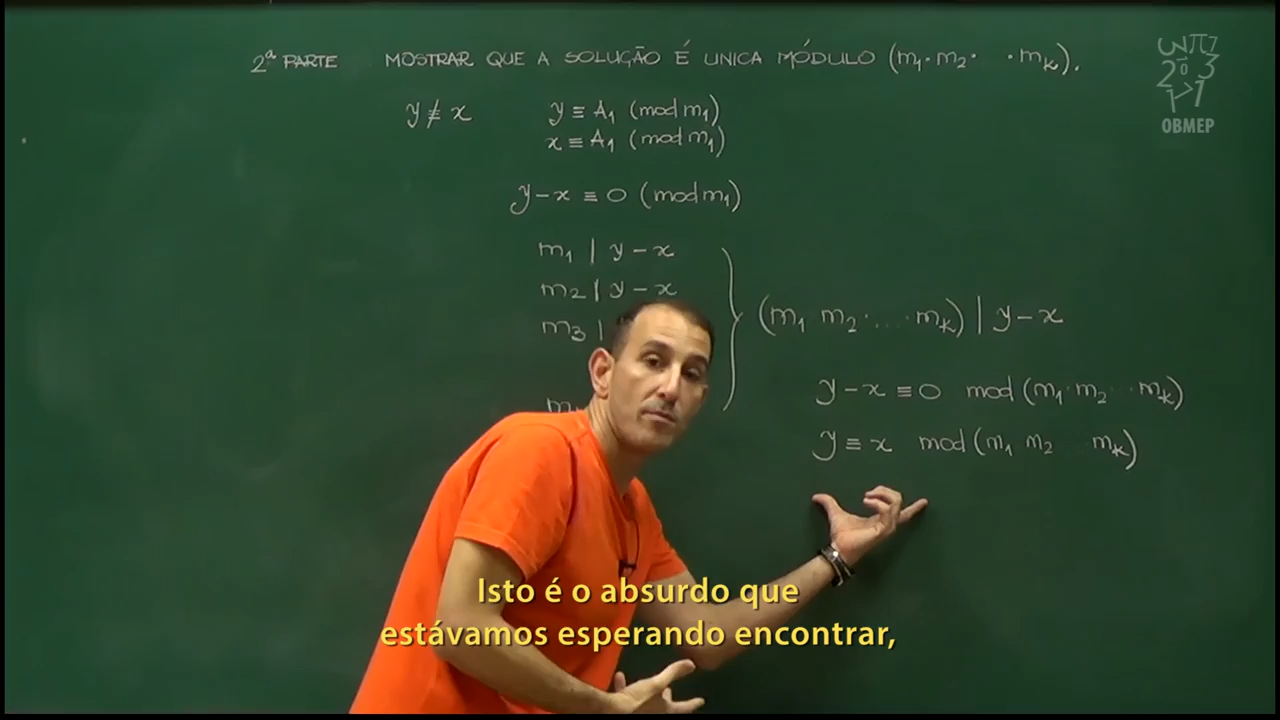 2ª PARTE MOSTRAR QUE A SOLUÇÃO É UNICA MÓDULO (m₁·m₂· ·mₖ).
y ≢ x y ≡ A₁ (mod m₁)
x ≡ A₁ (mod m₁)
y – x ≡ 0 (mod m₁)
m₁ | y – x
m₂ | y – x
m₃ |
(m₁ m₂·...·mₖ) | y – x
y – x ≡ 0 mod (m₁·m₂ ··mₖ)
y ≡ x mod (m₁ m₂ mₖ)
OBMEP
Isto é o absurdo que
estávamos esperando encontrar,